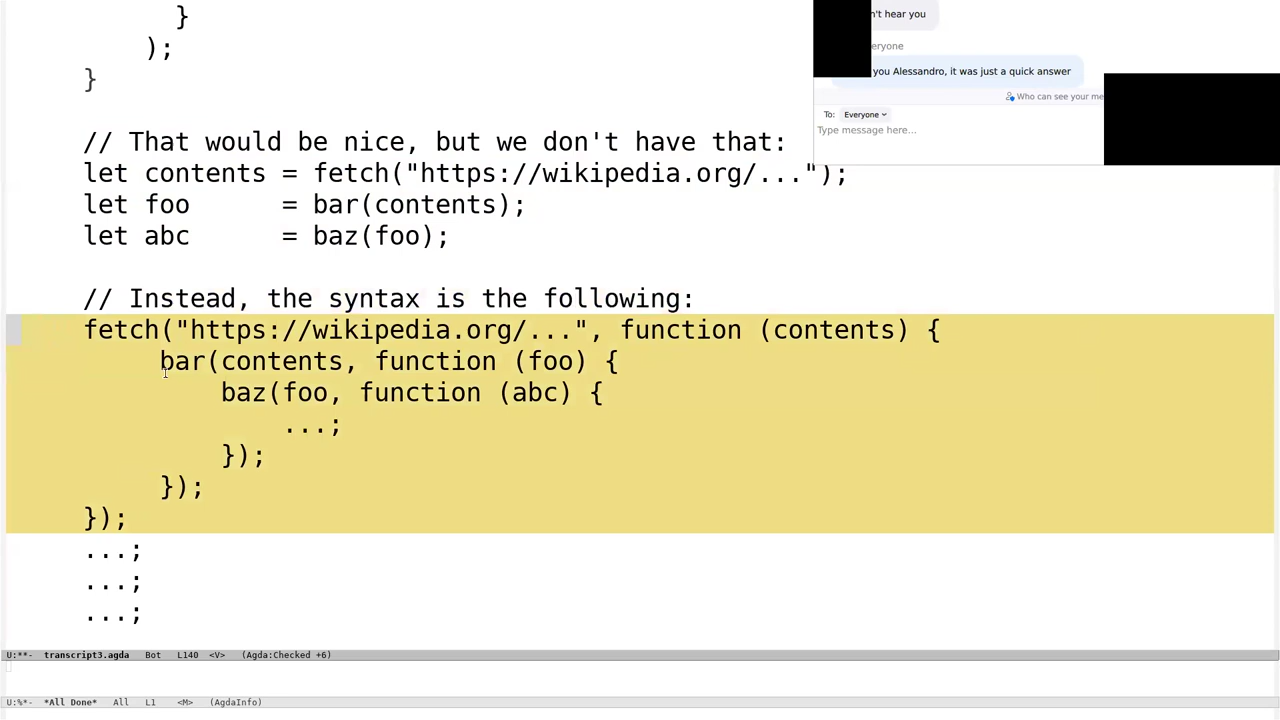 }
);
}
// That would be nice, but we don't have that:
let contents = fetch("https://wikipedia.org/...");
let foo      = bar(contents);
let abc      = baz(foo);
// Instead, the syntax is the following:
fetch("https://wikipedia.org/...", function (contents) {
bar(contents, function (foo) {
baz(foo, function (abc) {
...;
});
});
});
...;
...;
...;
hear you
you Alessandro, it was just a quick answer
Who can see your
To: Everyone
Type message here...
U:**-  transcript3.agda   Bot   L140  <V>   (Agda:Checked +6)
U:%*-  *All Done*   All   L1    <M>   (AgdaInfo)